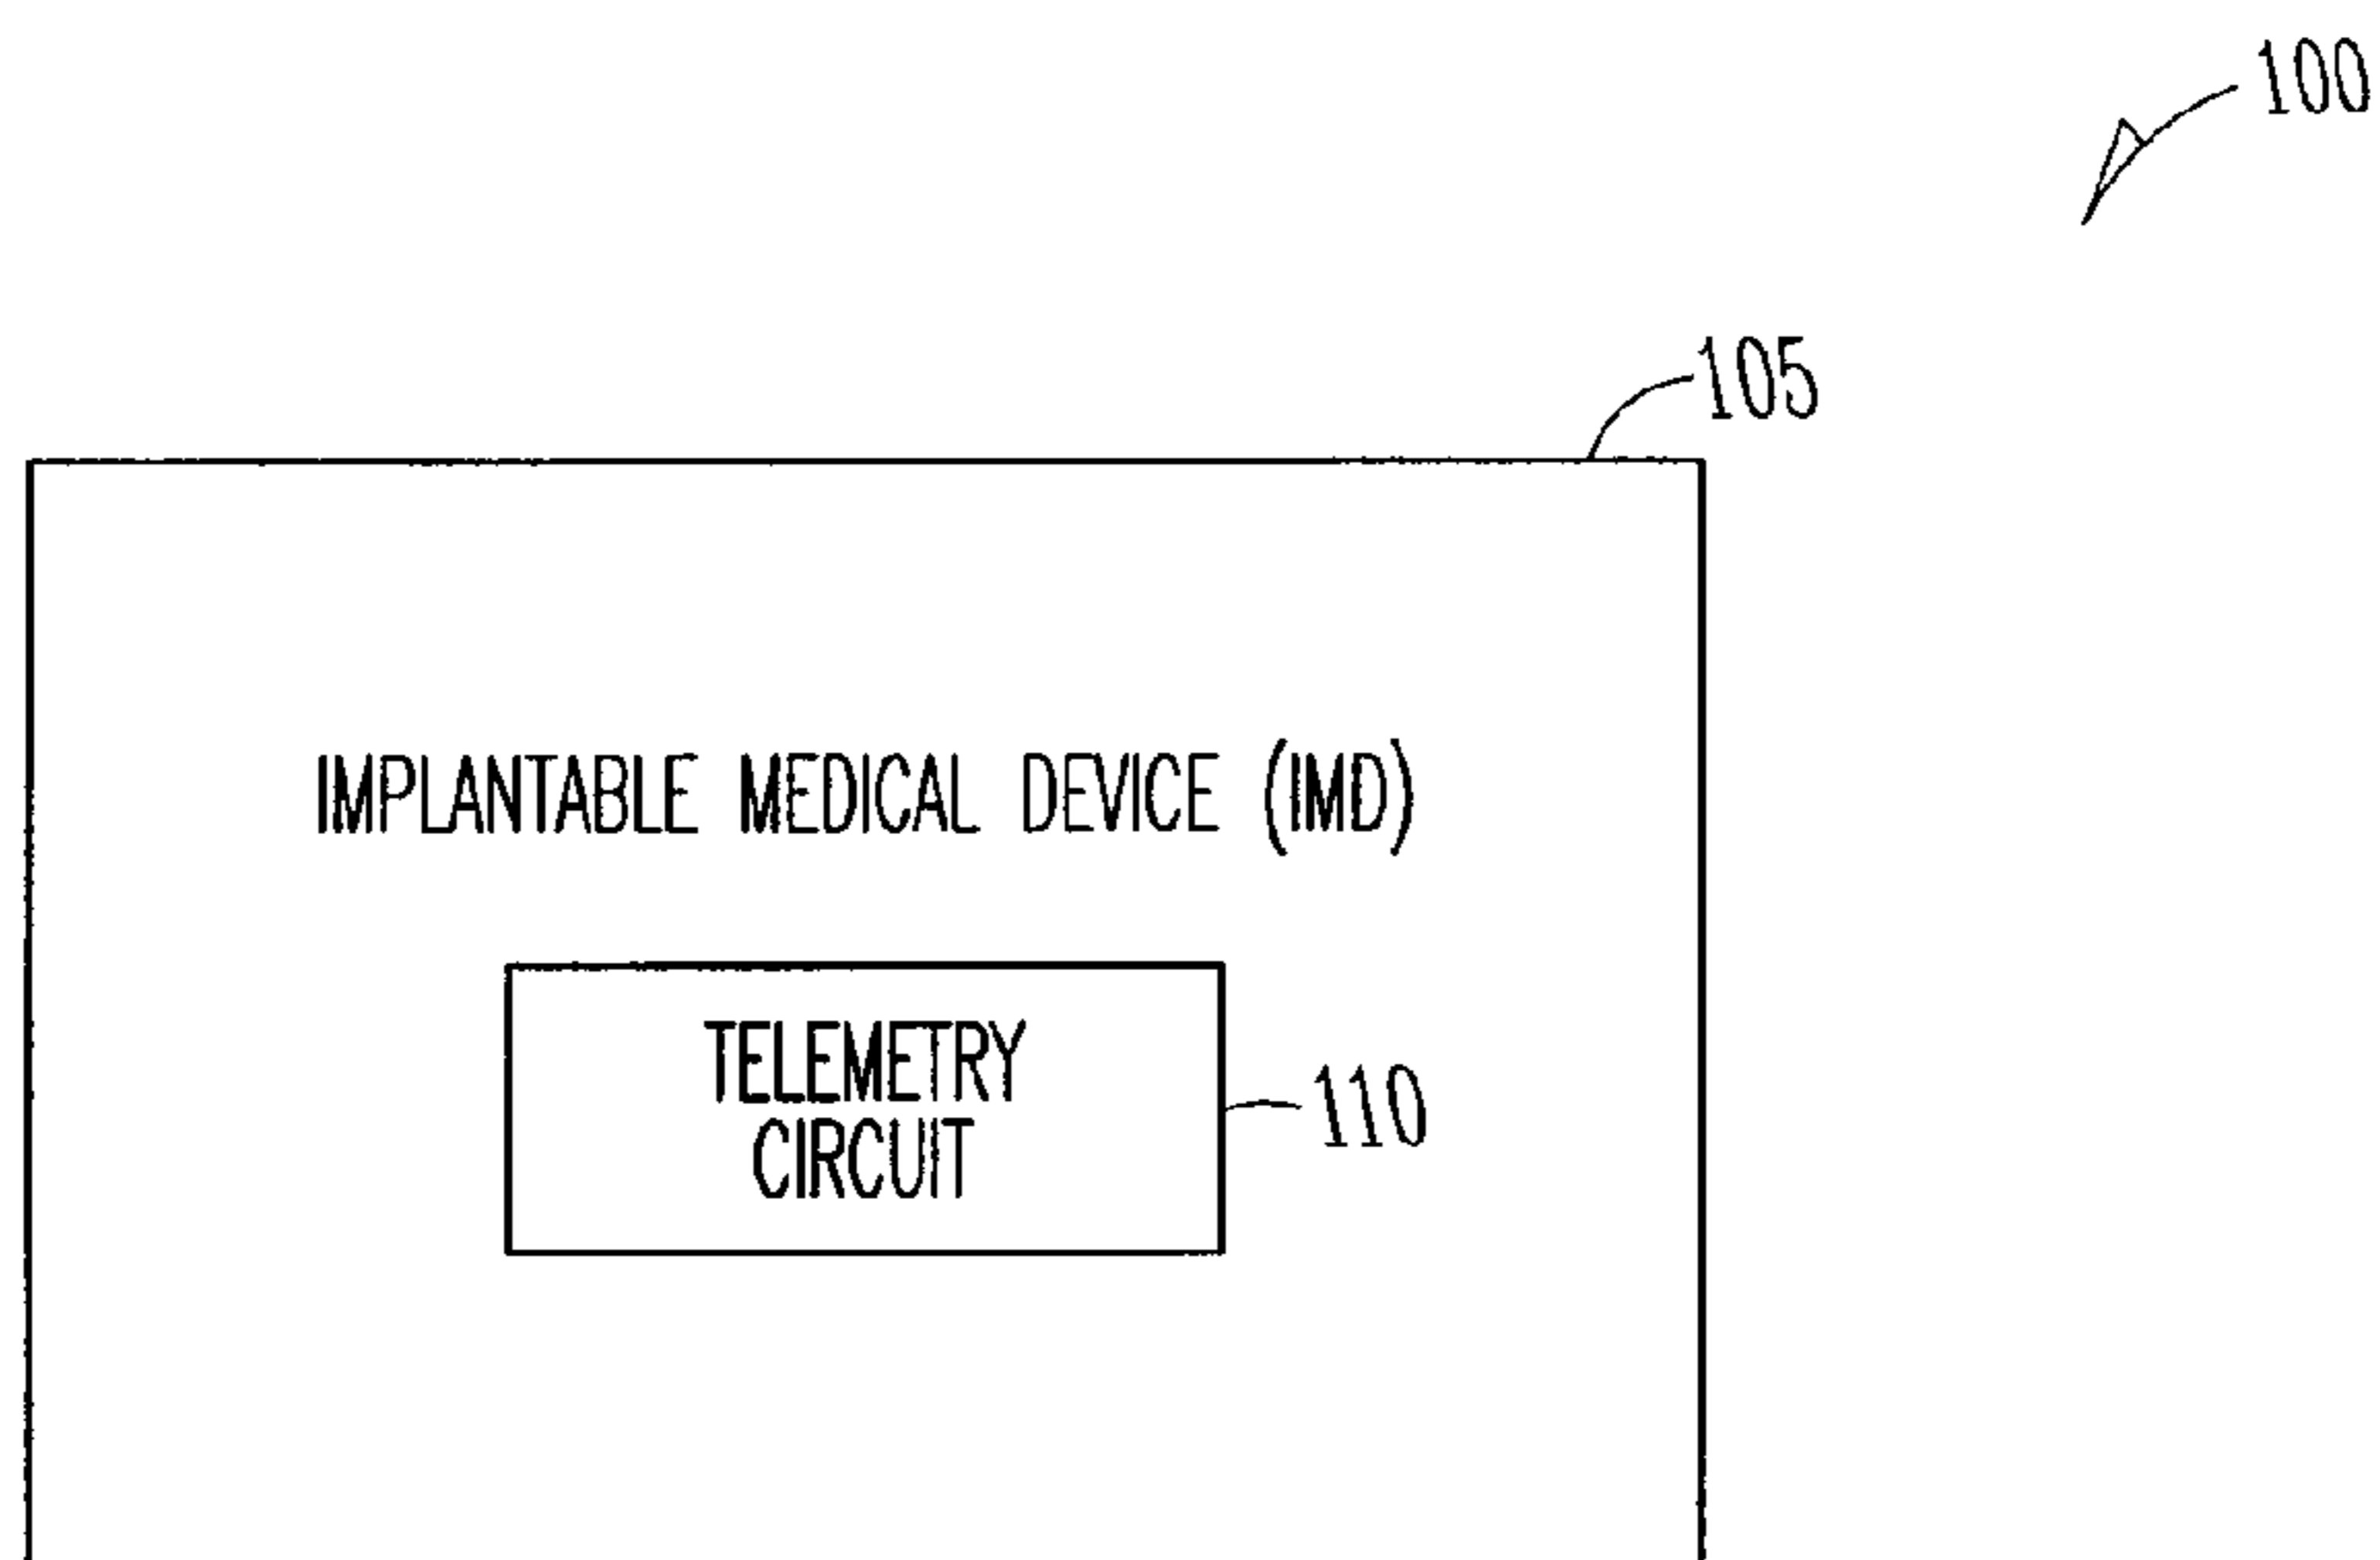 100
105
IMPLANTABLE MEDICAL DEVICE (IMD)
TELEMETRY
CIRCUIT
110